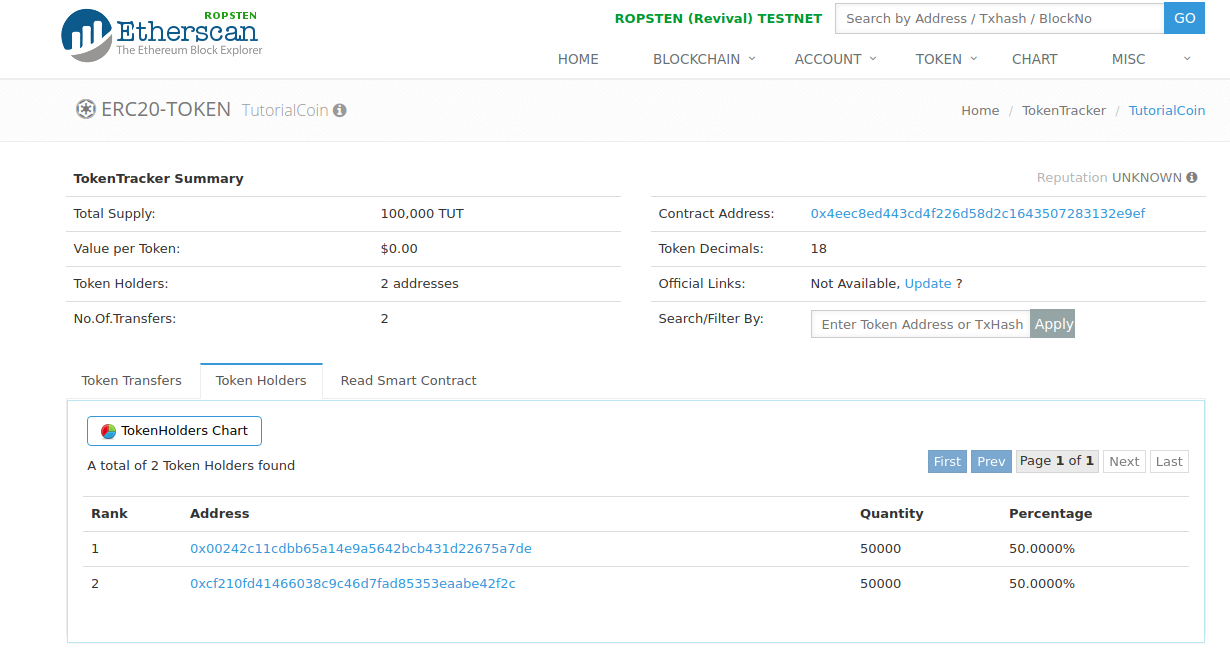 ROPSTEN
Etherscan
The Ethereum Block Explorer
ROPSTEN (Revival) TESTNET
Search by Address / Txhash / BlockNo
GO
HOME BLOCKCHAIN ACCOUNT TOKEN CHART MISC
ERC20-TOKEN TutorialCoin
Home / TokenTracker / TutorialCoin
TokenTracker Summary
Total Supply: 100,000 TUT
Value per Token: $0.00
Token Holders: 2 addresses
No.Of.Transfers: 2
Reputation UNKNOWN
Contract Address: 0x4eec8ed443cd4f226d58d2c1643507283132e9ef
Token Decimals: 18
Official Links: Not Available, Update ?
Search/Filter By: Enter Token Address or TxHash Apply
Token Transfers Token Holders Read Smart Contract
TokenHolders Chart
A total of 2 Token Holders found
First Prev Page 1 of 1 Next Last
Rank Address Quantity Percentage
1 0x00242c11cdbb65a14e9a5642bcb431d22675a7de 50000 50.0000%
2 0xcf210fd41466038c9c46d7fad85353eaabe42f2c 50000 50.0000%